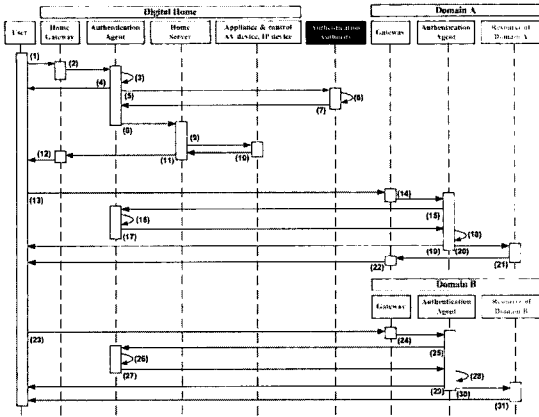 Digital Home
Domain A
User
Home
Gateway
Authentication
Agent
Home
Server
Appliance & control
AV device, IP device
Authentication
Authority
Gateway
Authentication
Agent
Resource of
Domain A
(1)
(2)
(3)
(4)
(5)
(6)
(7)
(8)
(9)
(10)
(11)
(12)
(13)
(14)
(15)
(16)
(17)
(18)
(19)
(20)
(21)
(22)
Domain B
Gateway
Authentication
Agent
Resource of
Domain B
(23)
(24)
(25)
(26)
(27)
(28)
(29)
(30)
(31)